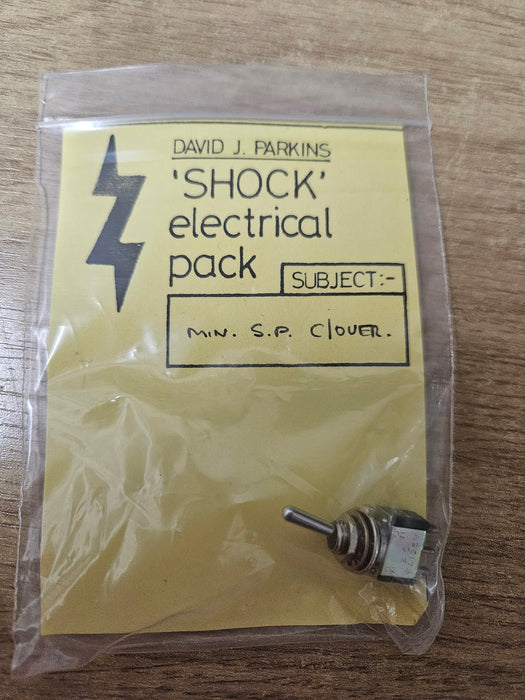 DAVID J. PARKINS
'SHOCK'
electrical
pack
SUBJECT:-
MIN. S.P. C/OVER.